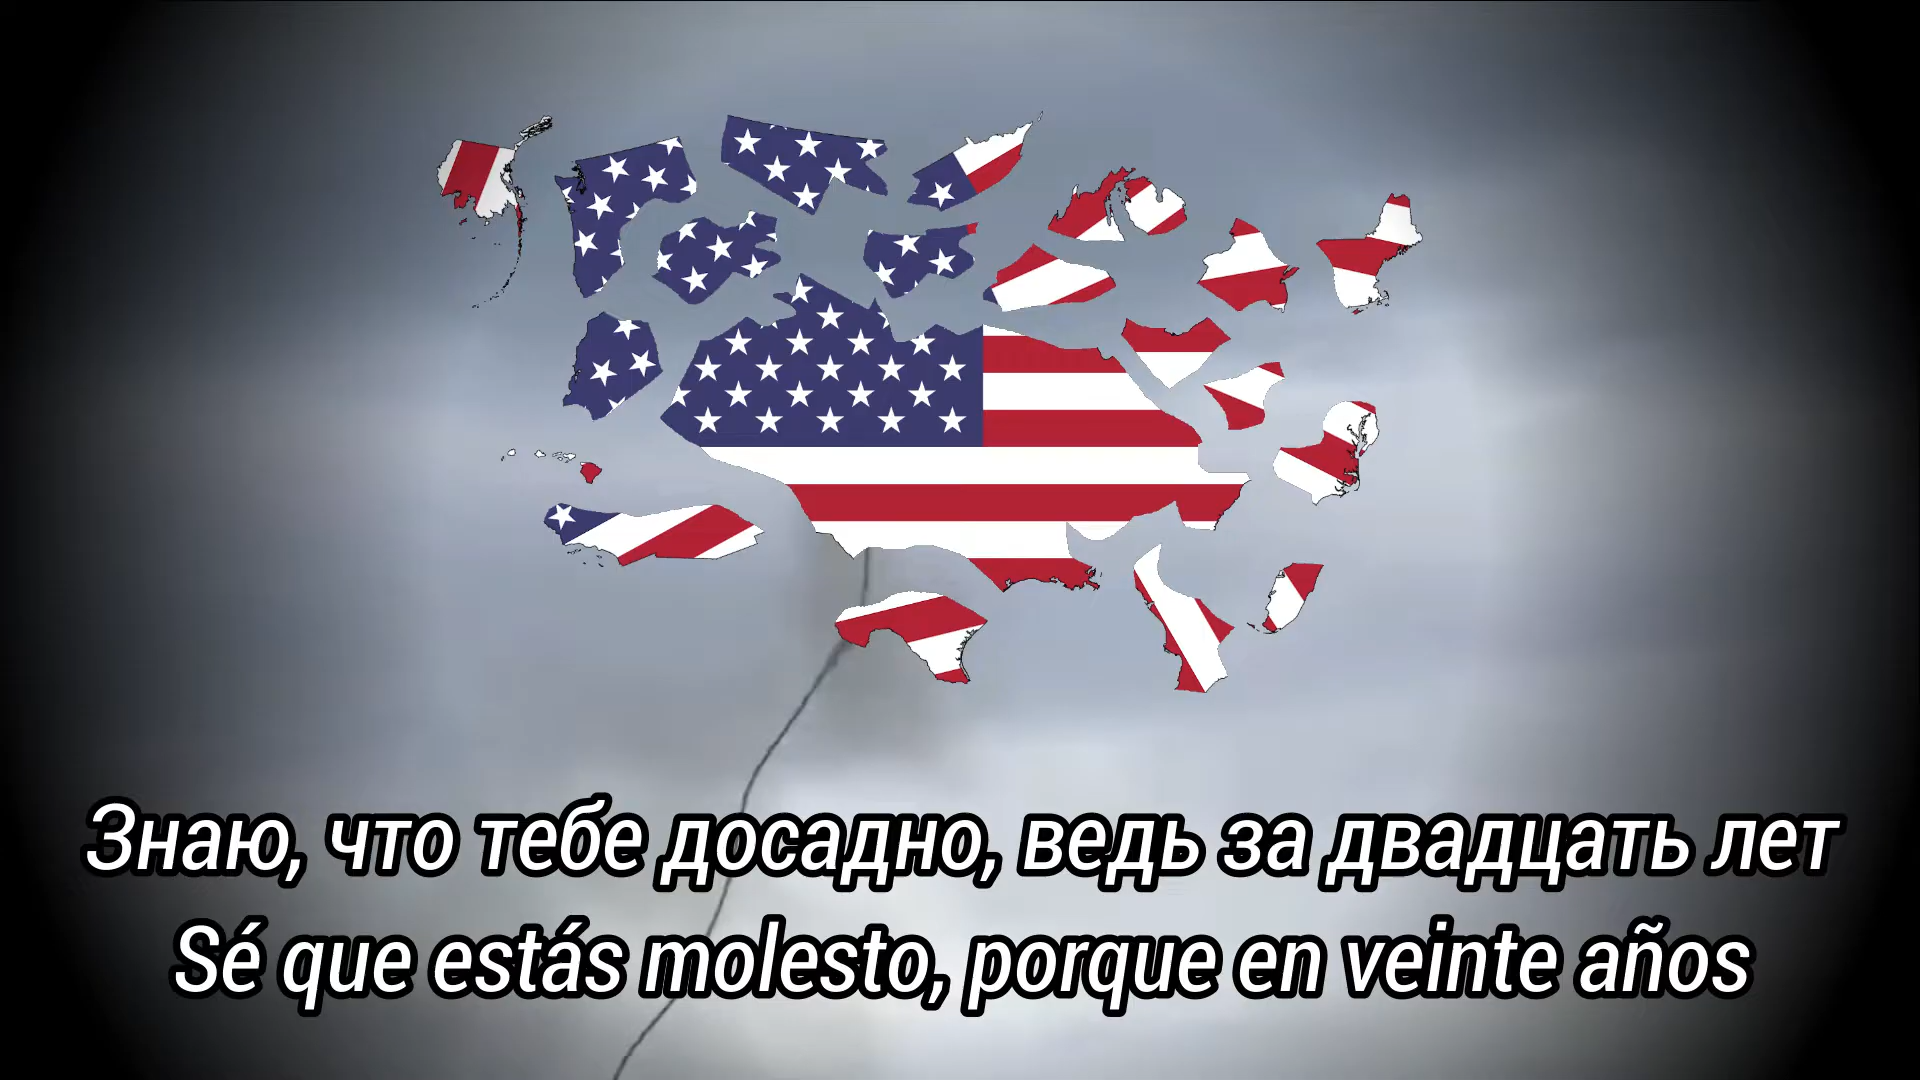 Знаю, что тебе досадно, ведь за двадцать лет
Sé que estás molesto, porque en veinte años